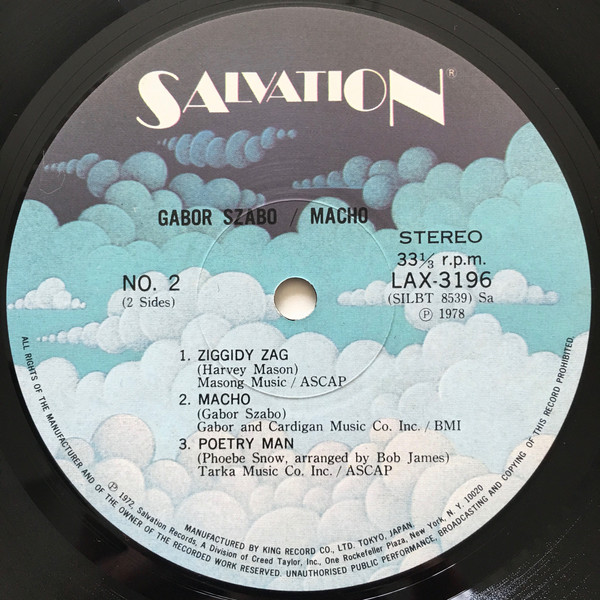 SALVATION®
GABOR SZABO / MACHO
STEREO
33⅓ r.p.m.
NO. 2
LAX-3196
(2 Sides)
(SILBT 8539) Sa
Ⓟ 1978
1. ZIGGIDY ZAG
(Harvey Mason)
Masong Music / ASCAP
2. MACHO
(Gabor Szabo)
Gabor and Cardigan Music Co. Inc. / BMI
3. POETRY MAN
(Phoebe Snow, arranged by Bob James)
Tarka Music Co. Inc. / ASCAP
Ⓟ 1972, Salvation Records, A Division of Creed Taylor, Inc., One Rockefeller Plaza, New York, N. Y. 10020
MANUFACTURED BY KING RECORD CO., LTD. TOKYO, JAPAN.
ALL RIGHTS OF THE MANUFACTURER AND OF THE OWNER OF THE RECORDED WORK RESERVED. UNAUTHORISED PUBLIC PERFORMANCE, BROADCASTING AND COPYING OF THIS RECORD PROHIBITED.